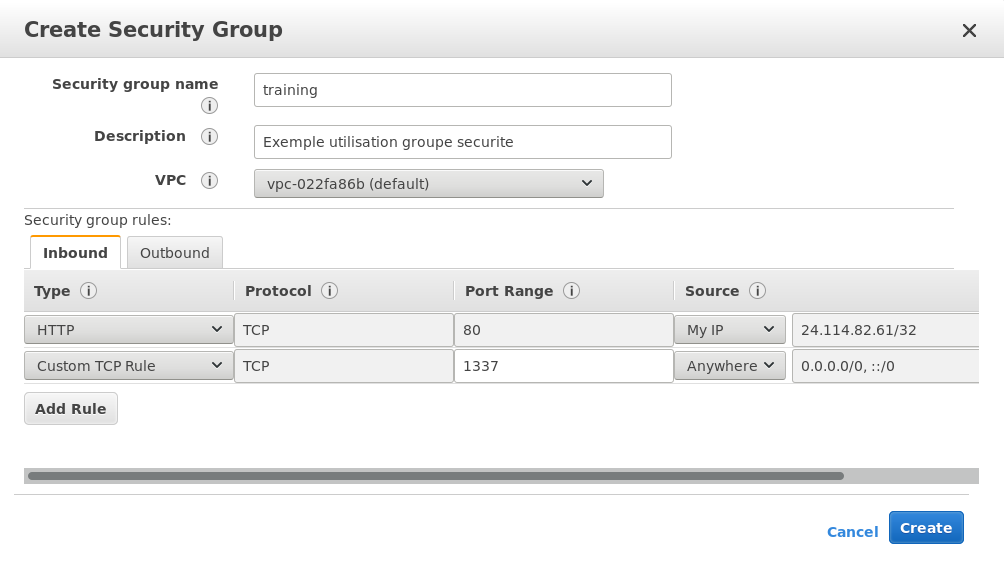 Create Security Group
Security group name
training
Description
Exemple utilisation groupe securite
VPC
vpc-022fa86b (default)
Security group rules:
Inbound Outbound
Type Protocol Port Range Source
HTTP TCP 80 My IP 24.114.82.61/32
Custom TCP Rule TCP 1337 Anywhere 0.0.0.0/0, ::/0
Add Rule
Cancel Create